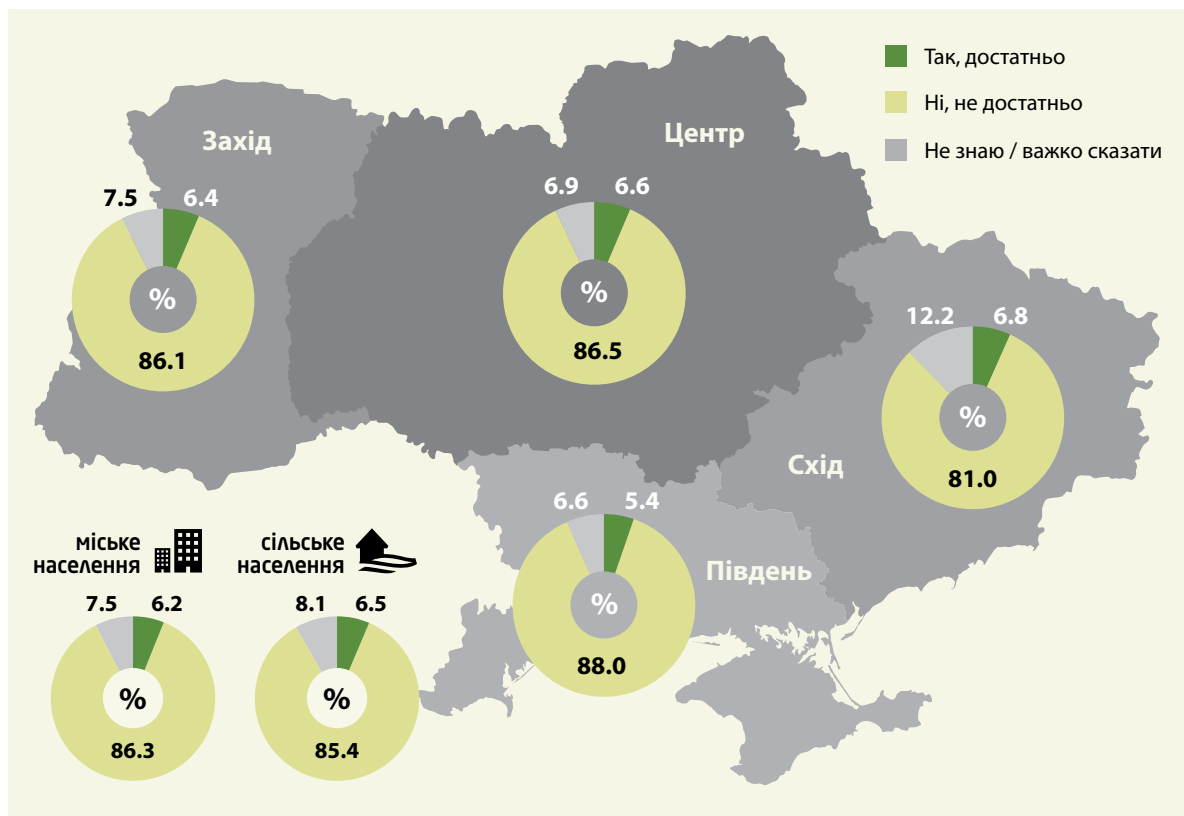 Так, достатньо
Ні, не достатньо
Не знаю / важко сказати
Захід
7.5 6.4
%
86.1
Центр
6.9 6.6
%
86.5
Схід
12.2 6.8
%
81.0
Південь
6.6 5.4
%
88.0
міське
населення
7.5 6.2
%
86.3
сільське
населення
8.1 6.5
%
85.4